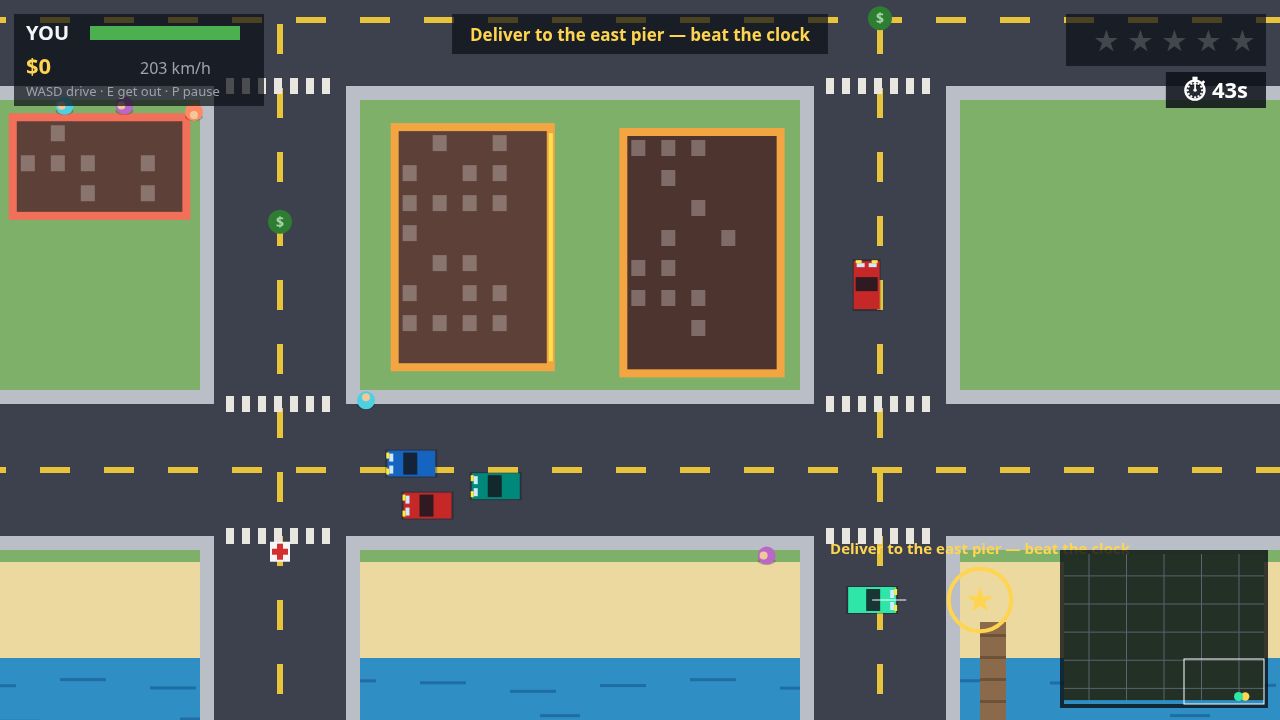 YOU
$0
203 km/h
WASD drive · E get out · P pause
Deliver to the east pier — beat the clock
43s
$
$
Deliver to the east pier — beat the clock